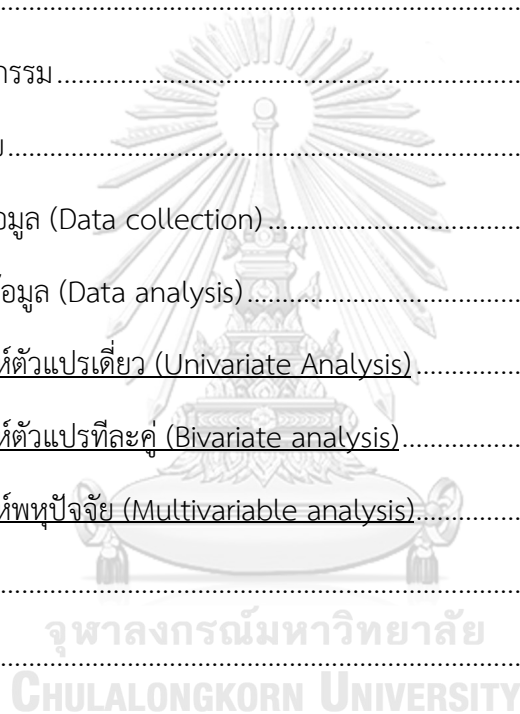 ........................................................................
กรรม........................................................................
ย........................................................................
อมูล (Data collection)........................................................................
ข้อมูล (Data analysis)........................................................................
ห์ตัวแปรเดี่ยว (Univariate Analysis)........................................................................
ห์ตัวแปรทีละคู่ (Bivariate analysis)........................................................................
ห์พหุปัจจัย (Multivariable analysis)........................................................................
........................................................................
จุฬาลงกรณ์มหาวิทยาลัย
........................................................................
CHULALONGKORN UNIVERSITY